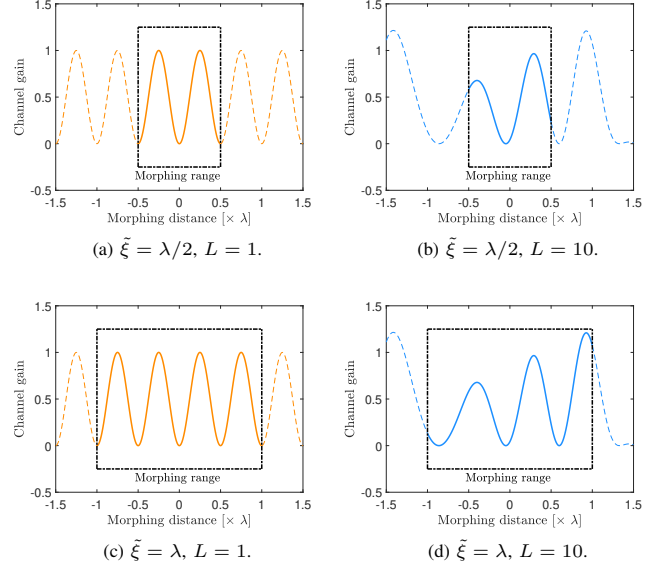 1.5
1
0.5
0
-0.5
Channel gain
Morphing range
-1.5 -1 -0.5 0 0.5 1 1.5
Morphing distance [× λ]
(a) ξ̃ = λ/2, L = 1.
1.5
1
0.5
0
-0.5
Channel gain
Morphing range
-1.5 -1 -0.5 0 0.5 1 1.5
Morphing distance [× λ]
(b) ξ̃ = λ/2, L = 10.
1.5
1
0.5
0
-0.5
Channel gain
Morphing range
-1.5 -1 -0.5 0 0.5 1 1.5
Morphing distance [× λ]
(c) ξ̃ = λ, L = 1.
1.5
1
0.5
0
-0.5
Channel gain
Morphing range
-1.5 -1 -0.5 0 0.5 1 1.5
Morphing distance [× λ]
(d) ξ̃ = λ, L = 10.